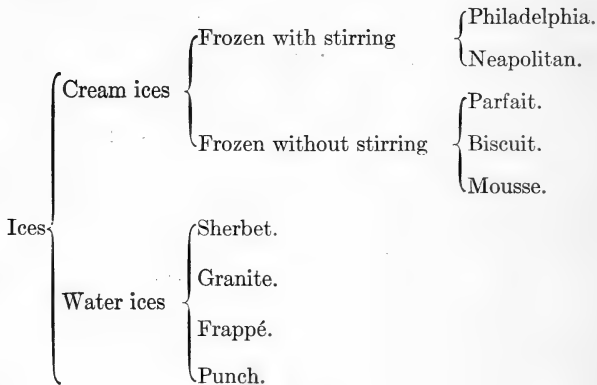 Philadelphia.
Frozen with stirring
Neapolitan.
Cream ices
Parfait.
Frozen without stirring
Biscuit.
Mousse.
Ices
Sherbet.
Granite.
Water ices
Frappé.
Punch.